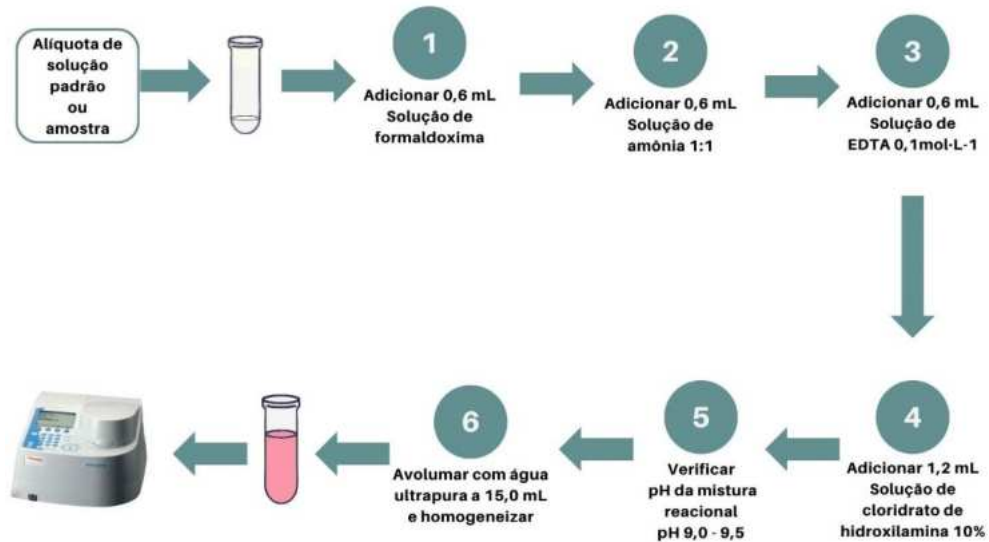 Alíquota de
solução
padrão
ou
amostra
1
Adicionar 0,6 mL
Solução de
formaldoxima
2
Adicionar 0,6 mL
Solução de
amônia 1:1
3
Adicionar 0,6 mL
Solução de
EDTA 0,1mol·L-1
4
Adicionar 1,2 mL
Solução de
cloridrato de
hidroxilamina 10%
5
Verificar
pH da mistura
reacional
pH 9,0 - 9,5
6
Avolumar com água
ultrapura a 15,0 mL
e homogeneizar